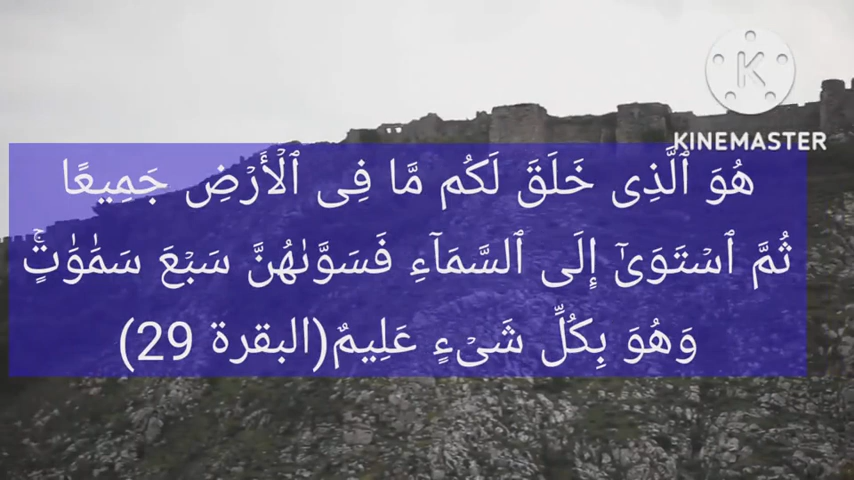 KINEMASTER
هُوَ ٱلَّذِى خَلَقَ لَكُم مَّا فِى ٱلْأَرْضِ جَمِيعًا
ثُمَّ ٱسْتَوَىٰٓ إِلَى ٱلسَّمَآءِ فَسَوَّىٰهُنَّ سَبْعَ سَمَٰوَٰتٍۢ ۚ
وَهُوَ بِكُلِّ شَىْءٍ عَلِيمٌ(البقرة 29)